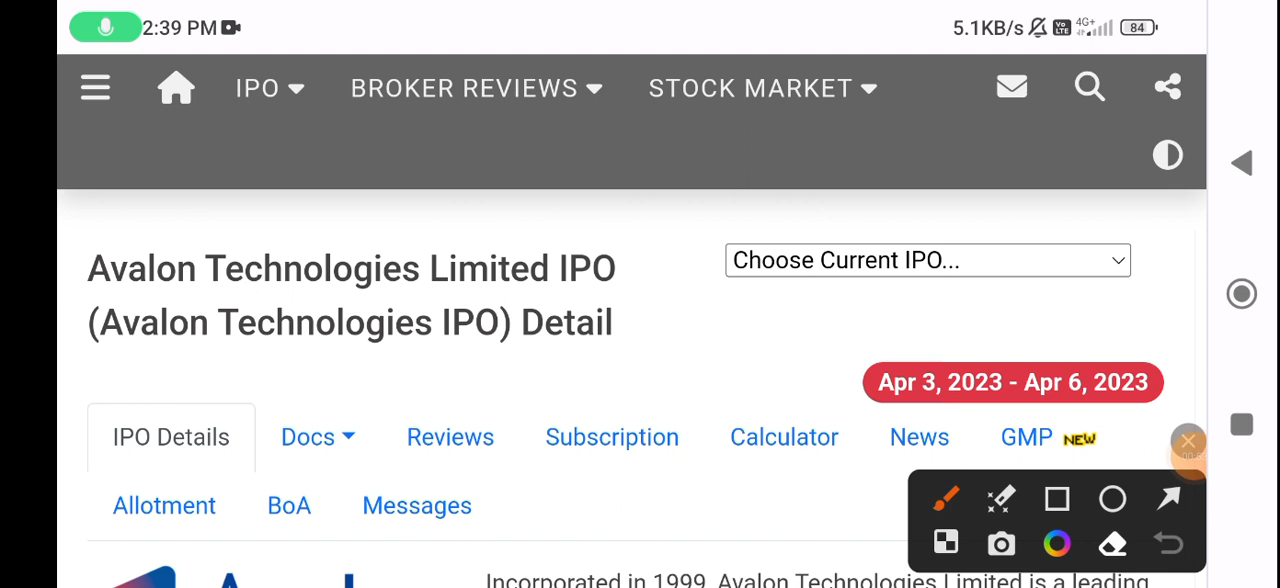 2:39 PM 5.1KB/s 4G+ 84
IPO BROKER REVIEWS STOCK MARKET
Avalon Technologies Limited IPO
(Avalon Technologies IPO) Detail
Choose Current IPO...
Apr 3, 2023 - Apr 6, 2023
IPO Details Docs Reviews Subscription Calculator News GMP NEW
Allotment BoA Messages
Incorporated in 1999, Avalon Technologies Limited is a leading